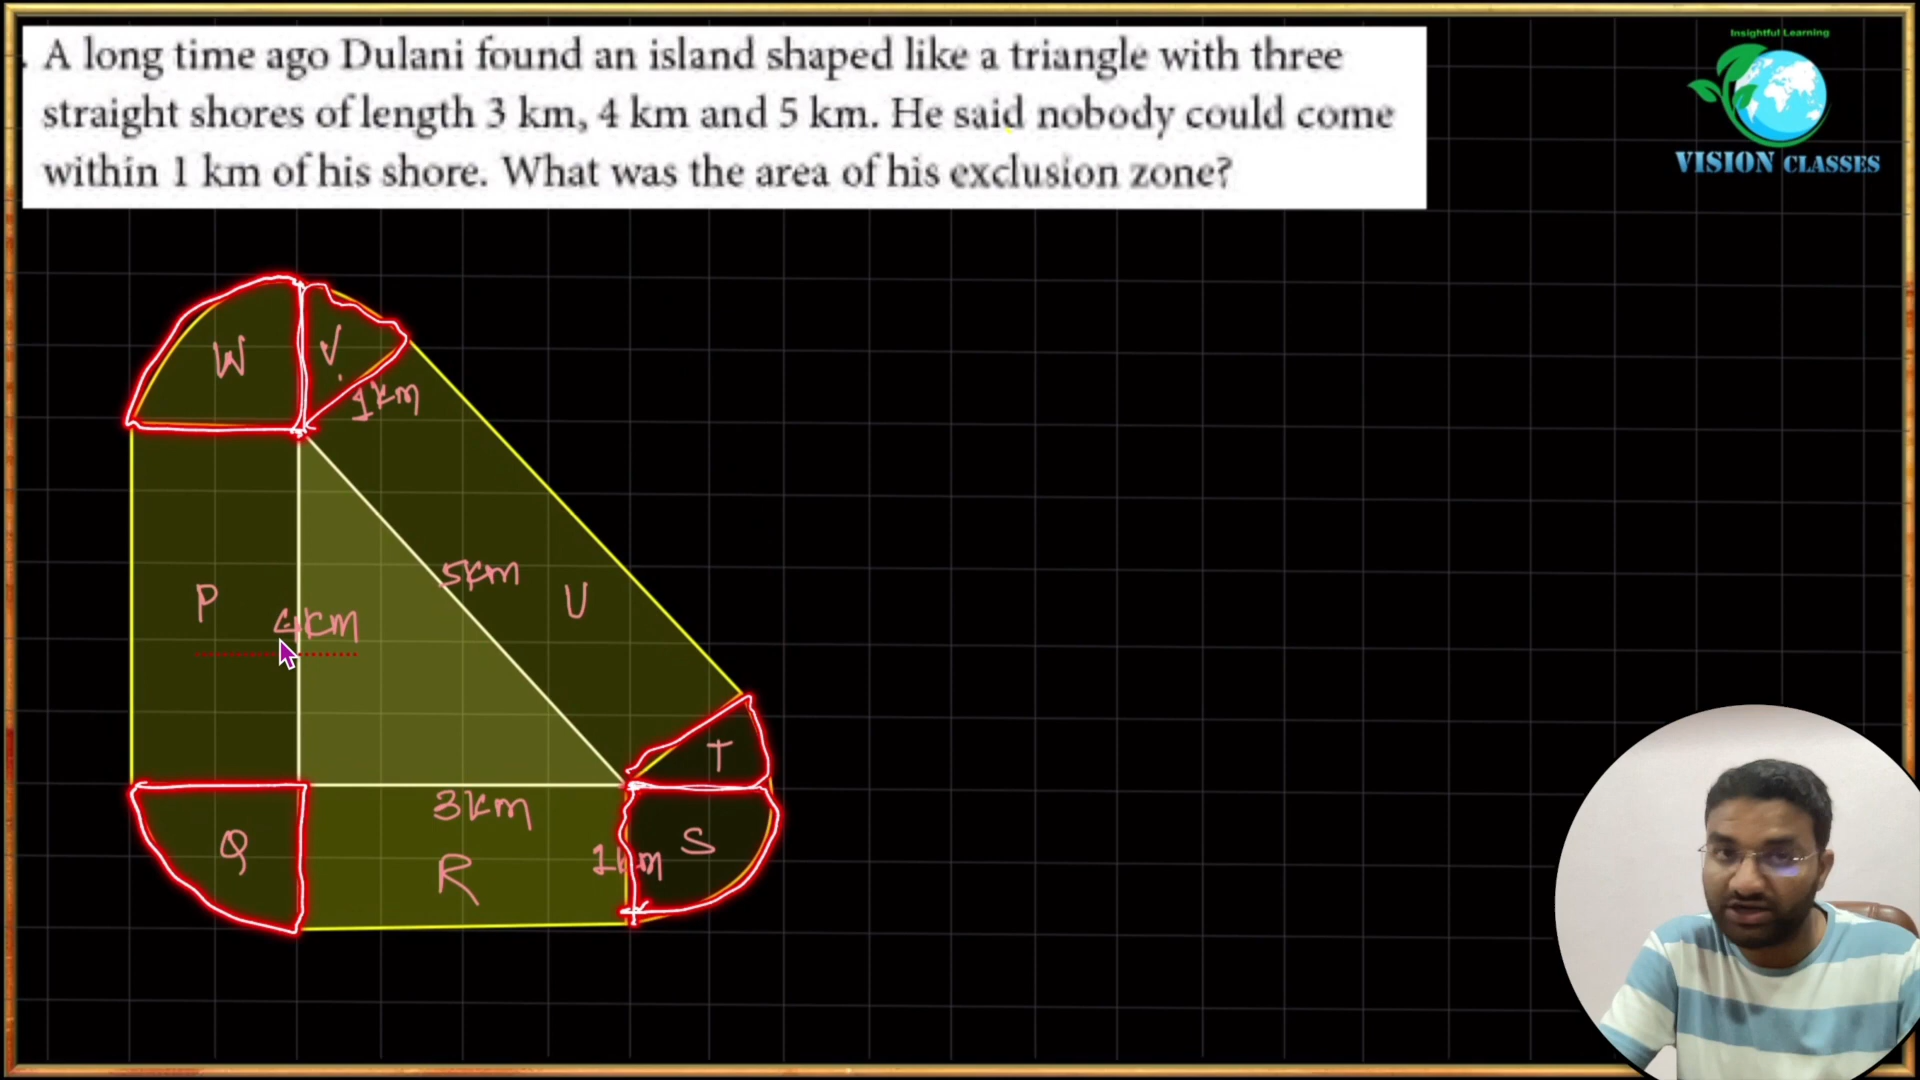 A long time ago Dulani found an island shaped like a triangle with three
straight shores of length 3 km, 4 km and 5 km. He said nobody could come
within 1 km of his shore. What was the area of his exclusion zone?
Insightful Learning
VISION CLASSES
W
V
1km
5km
P
U
4km
T
3km
Q
1km
S
R